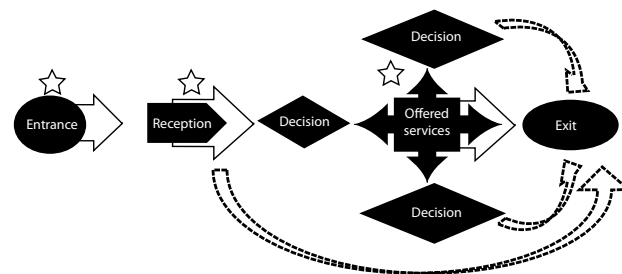 Decision
Entrance
Reception
Decision
Offered
services
Exit
Decision